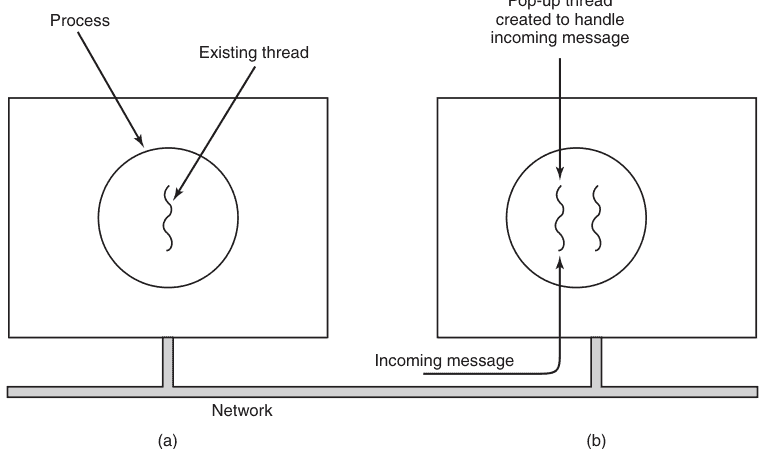 Pop-up thread
created to handle
incoming message
Process
Existing thread
Incoming message
Network
(a)
(b)